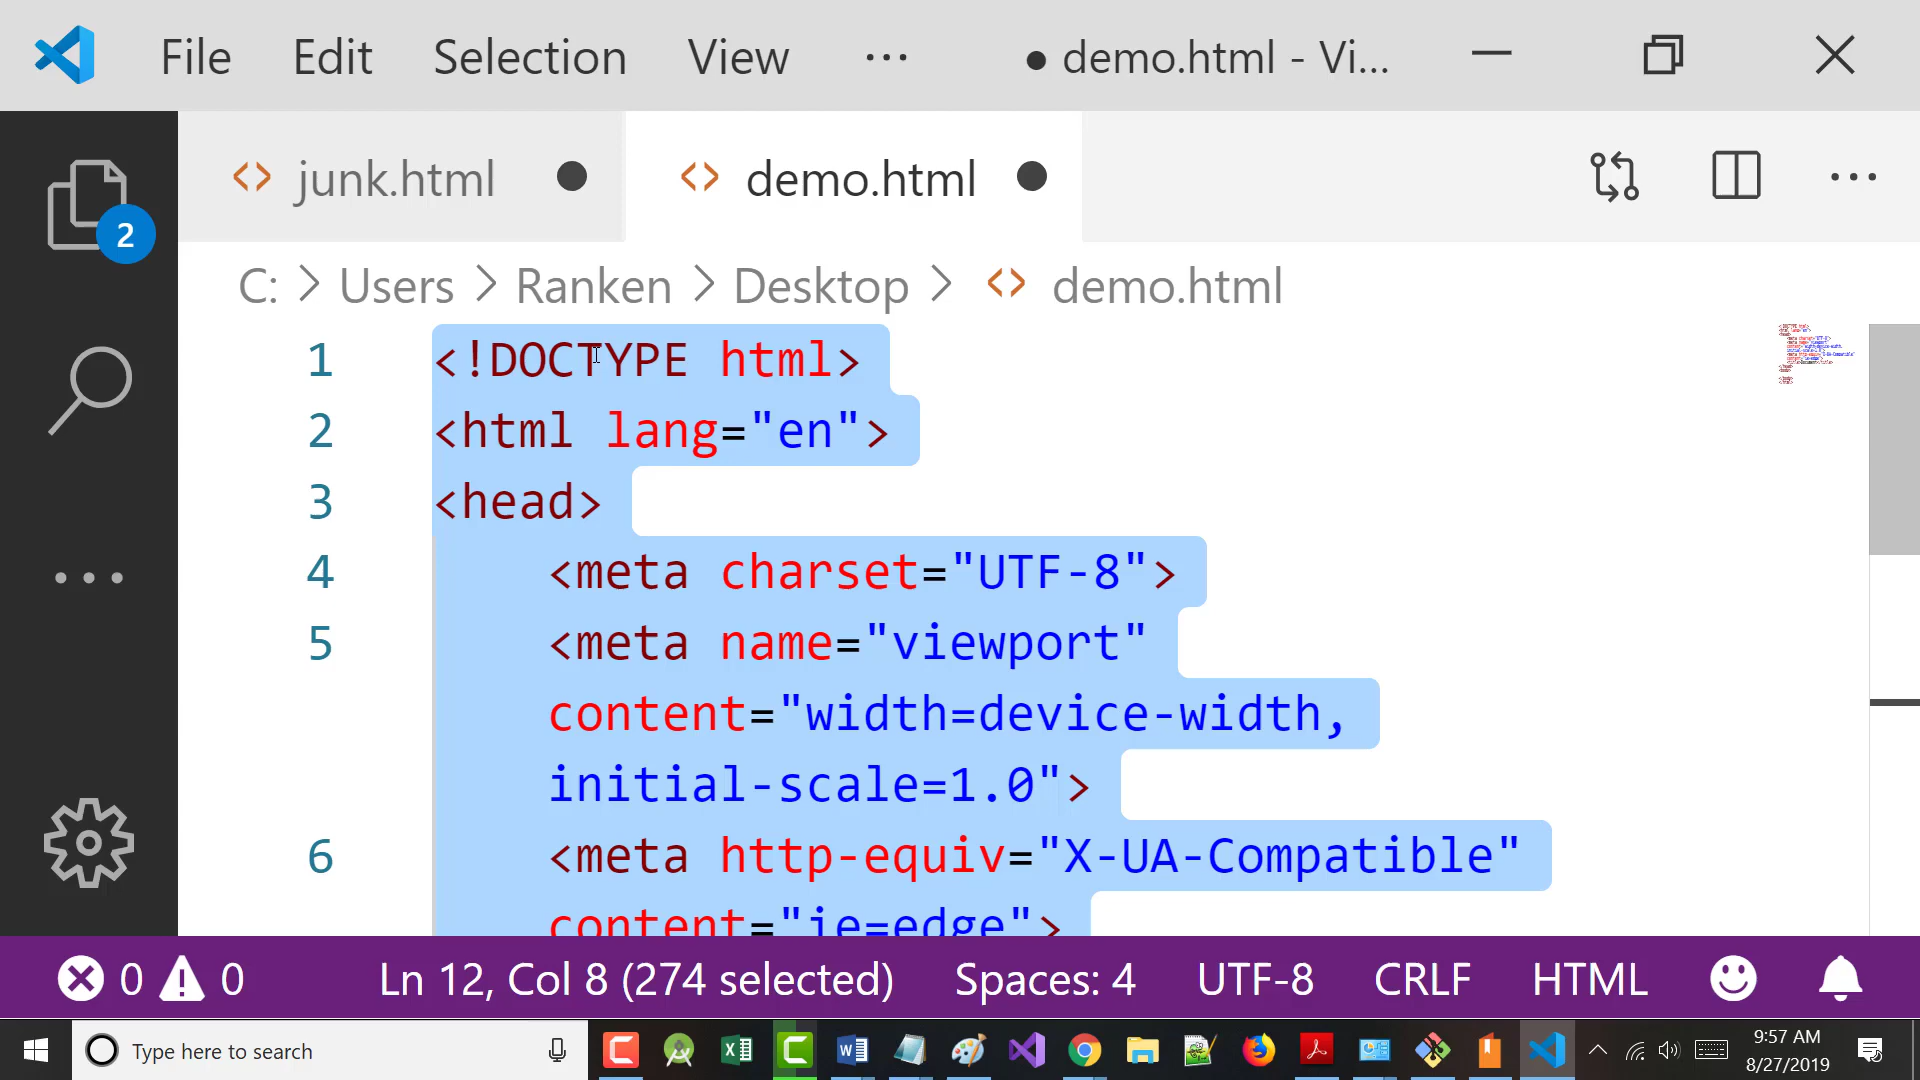 File Edit Selection View ··· ● demo.html - Vi...
junk.html ● demo.html ●
2
C: > Users > Ranken > Desktop > demo.html
1 <!DOCTYPE html>
2 <html lang="en">
3 <head>
4 <meta charset="UTF-8">
5 <meta name="viewport"
content="width=device-width,
initial-scale=1.0">
6 <meta http-equiv="X-UA-Compatible"
content="ie=edge">
0 0 Ln 12, Col 8 (274 selected) Spaces: 4 UTF-8 CRLF HTML
Type here to search
9:57 AM
8/27/2019